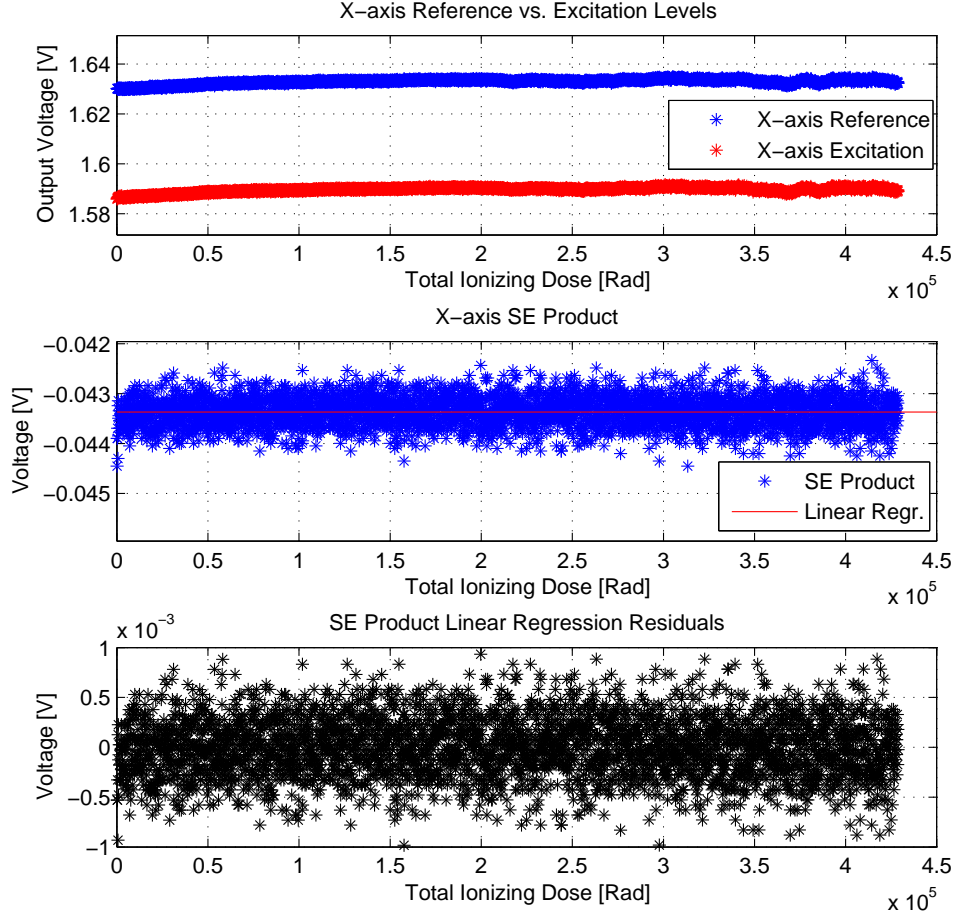 X−axis Reference vs. Excitation Levels
Output Voltage [V]
1.64
1.62
1.6
1.58
X−axis Reference
X−axis Excitation
0 0.5 1 1.5 2 2.5 3 3.5 4 4.5
Total Ionizing Dose [Rad]
x 10^5
X−axis SE Product
Voltage [V]
−0.042
−0.043
−0.044
−0.045
SE Product
Linear Regr.
0 0.5 1 1.5 2 2.5 3 3.5 4 4.5
Total Ionizing Dose [Rad]
x 10^5
SE Product Linear Regression Residuals
x 10^−3
Voltage [V]
1
0.5
0
−0.5
−1
0 0.5 1 1.5 2 2.5 3 3.5 4 4.5
Total Ionizing Dose [Rad]
x 10^5